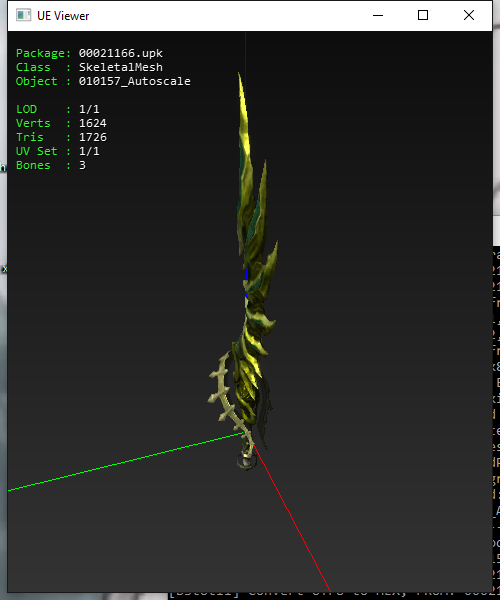 UE Viewer
Package: 00021166.upk
Class : SkeletalMesh
Object : 010157_Autoscale
LOD : 1/1
Verts : 1624
Tris : 1726
UV Set : 1/1
Bones : 3